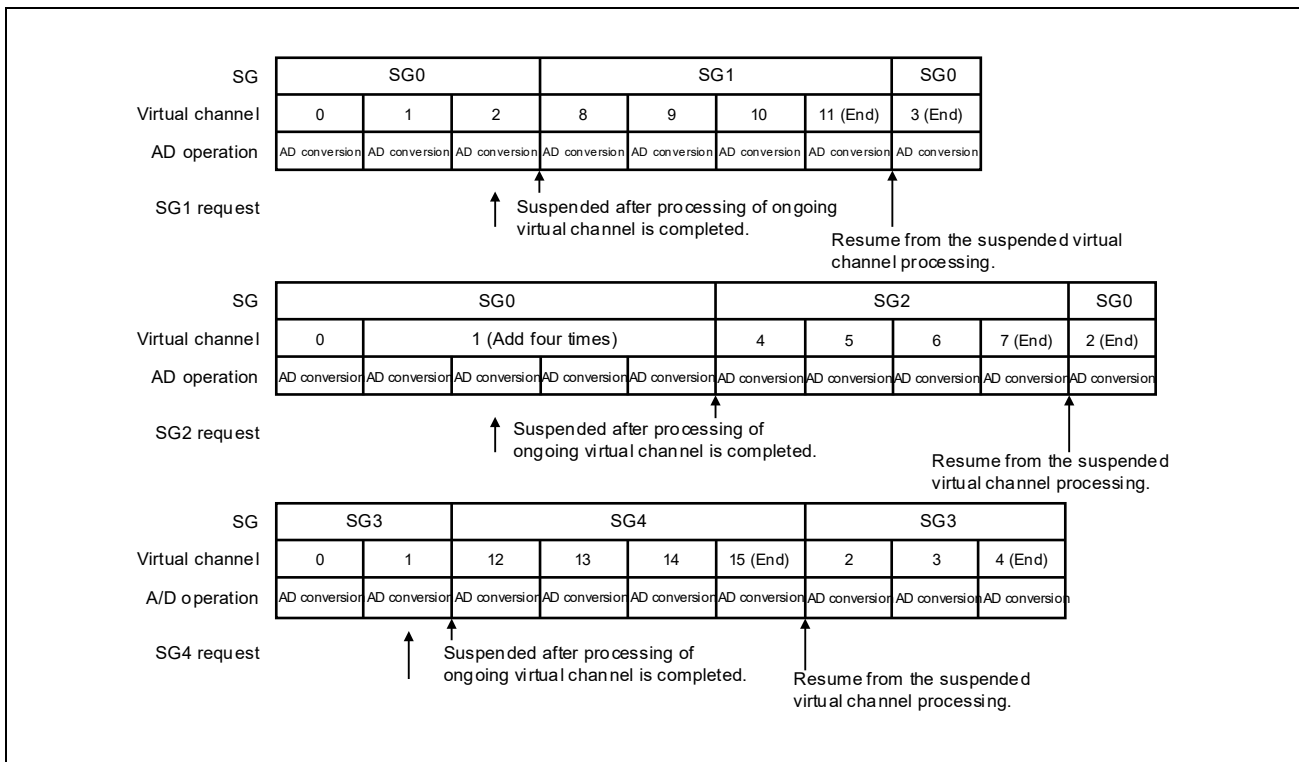 SG SG0 SG1 SG0
Virtual channel 0 1 2 8 9 10 11 (End) 3 (End)
AD operation AD conversion AD conversion AD conversion AD conversion AD conversion AD conversion AD conversion AD conversion
SG1 request
Suspended after processing of ongoing
virtual channel is completed.
Resume from the suspended virtual
channel processing.
SG SG0 SG2 SG0
Virtual channel 0 1 (Add four times) 4 5 6 7 (End) 2 (End)
AD operation AD conversion AD conversion AD conversion AD conversion AD conversion AD conversion AD conversion AD conversion AD conversion AD conversion
SG2 request
Suspended after processing of
ongoing virtual channel is completed.
Resume from the suspended
virtual channel processing.
SG SG3 SG4 SG3
Virtual channel 0 1 12 13 14 15 (End) 2 3 4 (End)
A/D operation AD conversion AD conversion AD conversion AD conversion AD conversion AD conversion AD conversion AD conversion AD conversion
SG4 request
Suspended after processing of
ongoing virtual channel is completed.
Resume from the suspended
virtual channel processing.